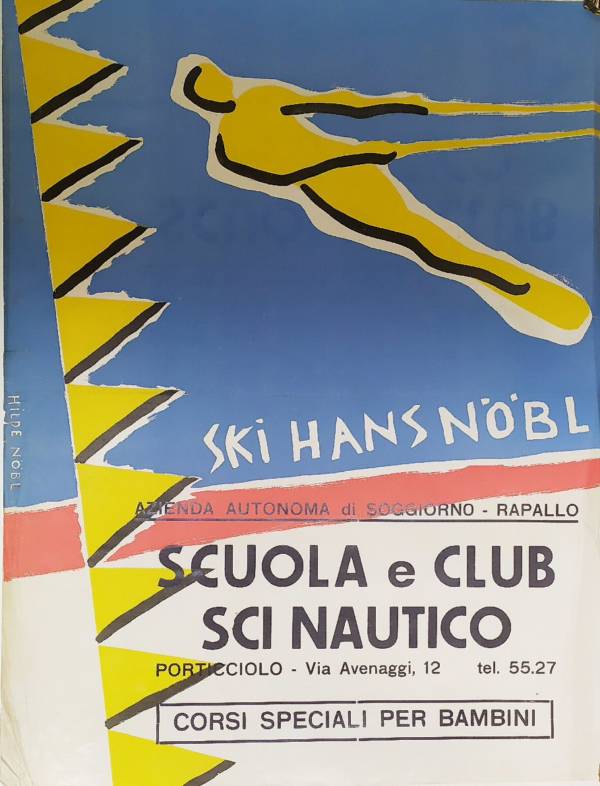 HILDE NÖBL
SKi HANS NÖBL
AZIENDA AUTONOMA di SOGGIORNO - RAPALLO
SCUOLA e CLUB
SCI NAUTICO
PORTICCIOLO - Via Avenaggi, 12 tel. 55.27
CORSI SPECIALI PER BAMBINI